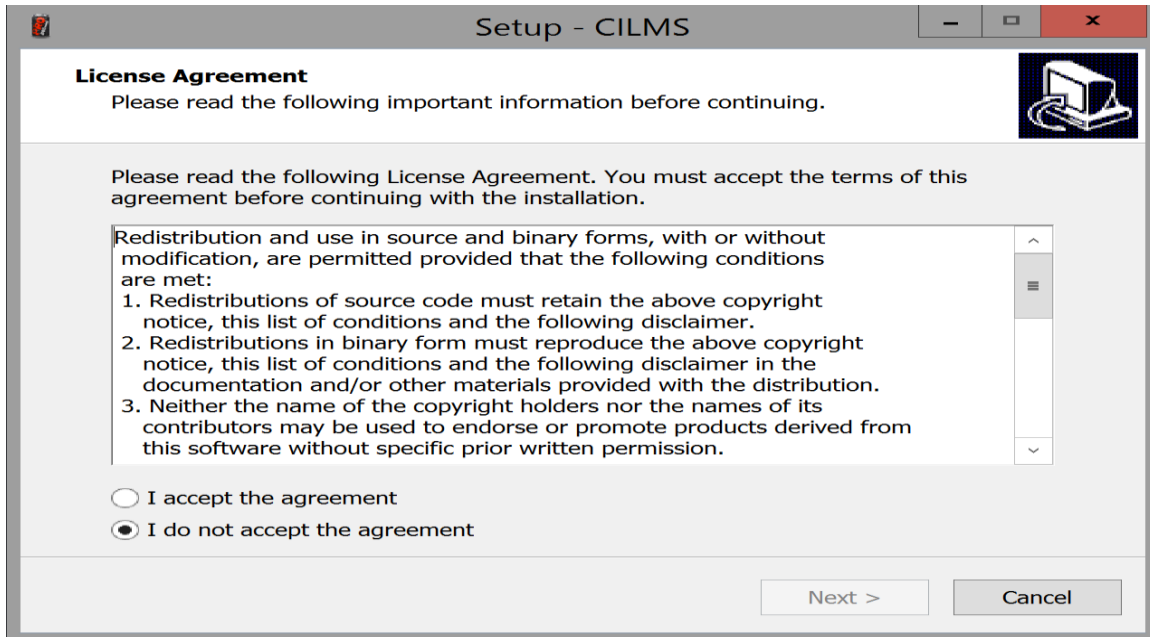 Setup - CILMS
License Agreement
Please read the following important information before continuing.
Please read the following License Agreement. You must accept the terms of this
agreement before continuing with the installation.
Redistribution and use in source and binary forms, with or without
modification, are permitted provided that the following conditions
are met:
1. Redistributions of source code must retain the above copyright
notice, this list of conditions and the following disclaimer.
2. Redistributions in binary form must reproduce the above copyright
notice, this list of conditions and the following disclaimer in the
documentation and/or other materials provided with the distribution.
3. Neither the name of the copyright holders nor the names of its
contributors may be used to endorse or promote products derived from
this software without specific prior written permission.
I accept the agreement
I do not accept the agreement
Next >
Cancel